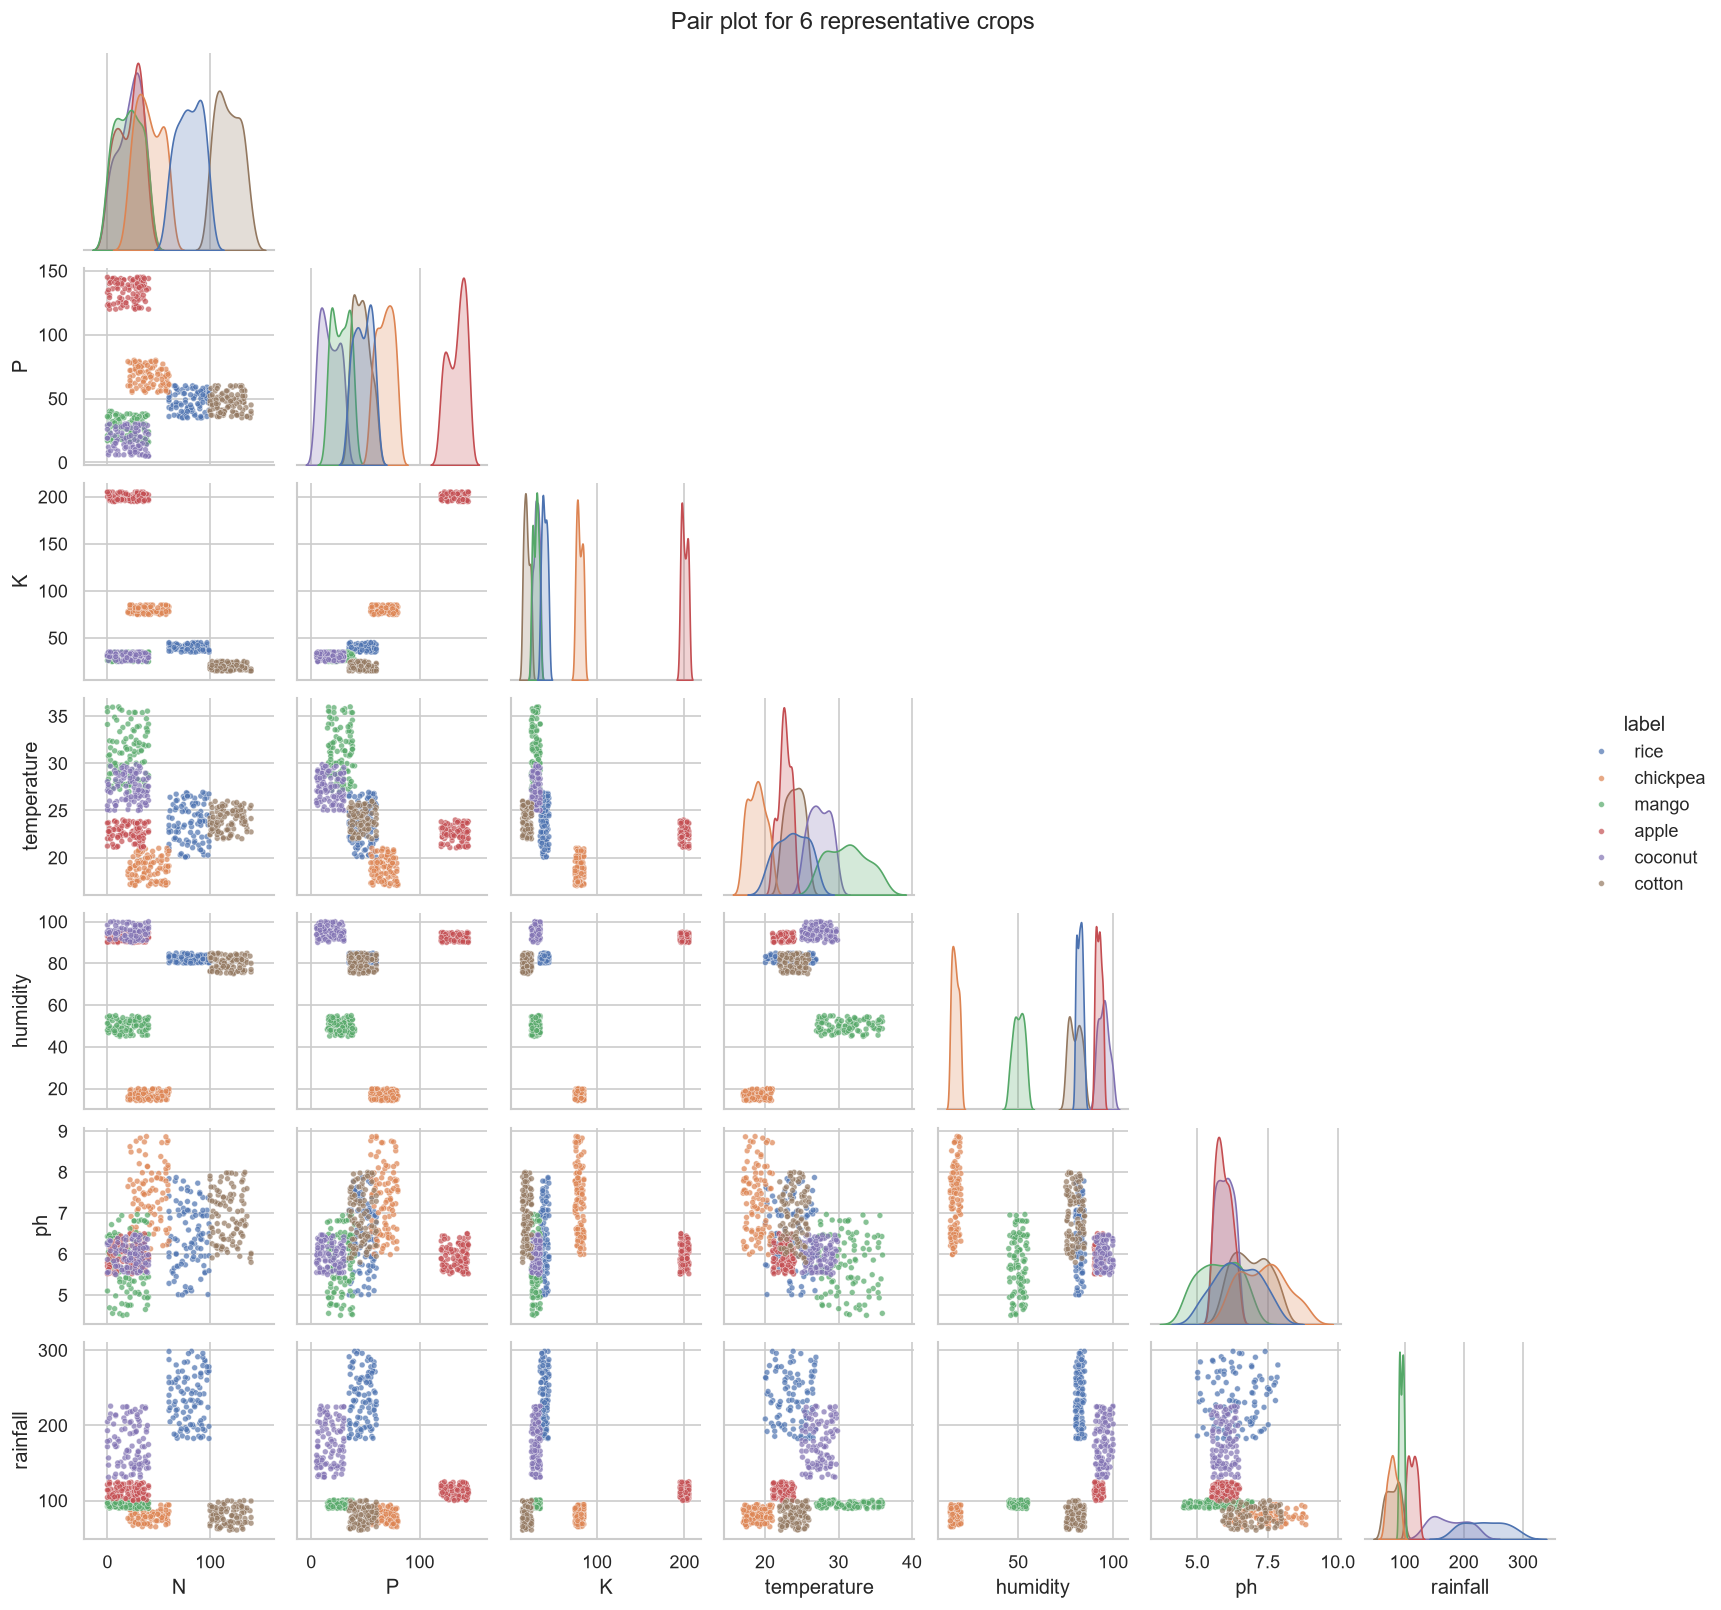 Pair plot for 6 representative crops
150
100
50
0
P
200
150
100
50
K
35
30
25
20
temperature
label
rice
chickpea
mango
apple
coconut
cotton
100
80
60
40
20
humidity
9
8
7
6
5
ph
300
200
100
rainfall
0 100 0 100 100 200 20 30 40 50 100 5.0 7.5 10.0 100 200 300
N P K temperature humidity ph rainfall